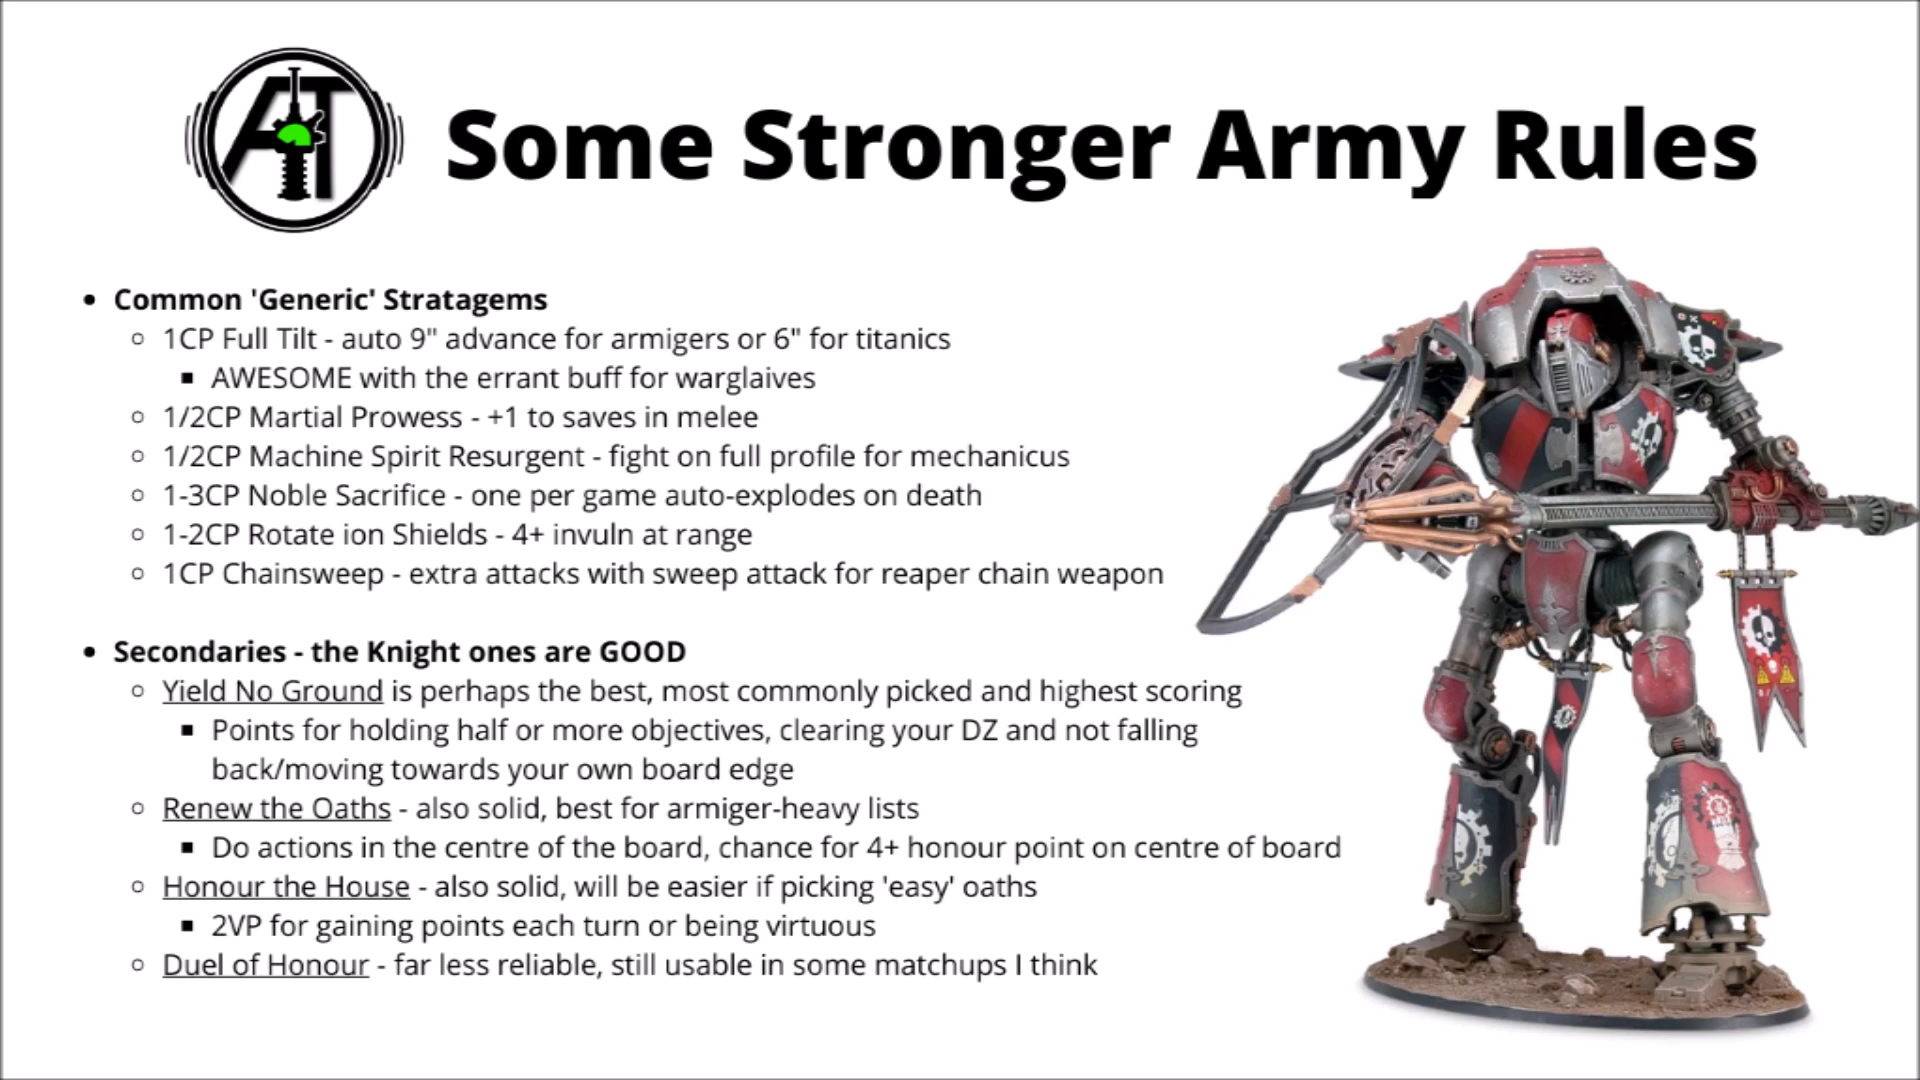 AT
Some Stronger Army Rules
• Common 'Generic' Stratagems
○ 1CP Full Tilt - auto 9" advance for armigers or 6" for titanics
▪ AWESOME with the errant buff for warglaives
○ 1/2CP Martial Prowess - +1 to saves in melee
○ 1/2CP Machine Spirit Resurgent - fight on full profile for mechanicus
○ 1-3CP Noble Sacrifice - one per game auto-explodes on death
○ 1-2CP Rotate ion Shields - 4+ invuln at range
○ 1CP Chainsweep - extra attacks with sweep attack for reaper chain weapon
• Secondaries - the Knight ones are GOOD
○ Yield No Ground is perhaps the best, most commonly picked and highest scoring
▪ Points for holding half or more objectives, clearing your DZ and not falling
back/moving towards your own board edge
○ Renew the Oaths - also solid, best for armiger-heavy lists
▪ Do actions in the centre of the board, chance for 4+ honour point on centre of board
○ Honour the House - also solid, will be easier if picking 'easy' oaths
▪ 2VP for gaining points each turn or being virtuous
○ Duel of Honour - far less reliable, still usable in some matchups I think